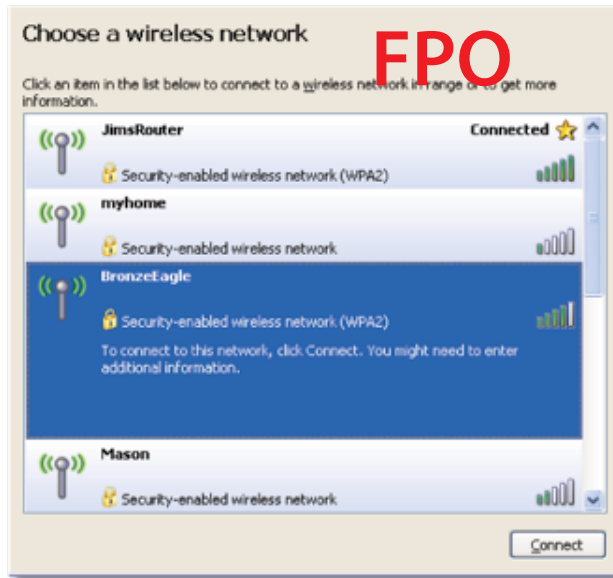 Choose a wireless network
FPO
Click an item in the list below to connect to a wireless network in range or to get more
information.
JimsRouter Connected
Security-enabled wireless network (WPA2)
myhome
Security-enabled wireless network
BronzeEagle
Security-enabled wireless network (WPA2)
To connect to this network, click Connect. You might need to enter
additional information.
Mason
Security-enabled wireless network
Connect